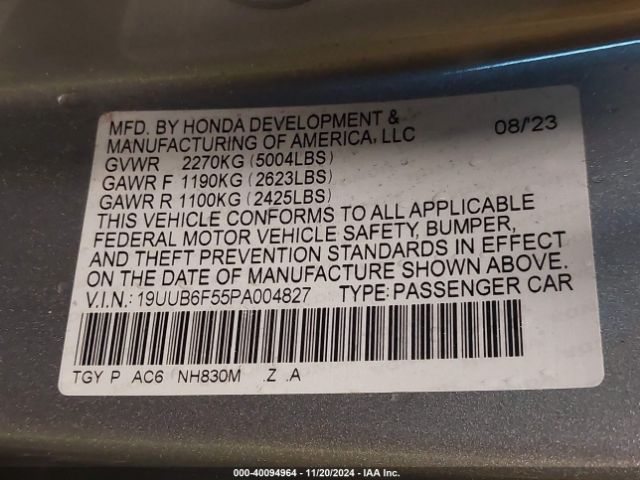 MFD. BY HONDA DEVELOPMENT &
MANUFACTURING OF AMERICA, LLC 08/'23
GVWR 2270KG (5004LBS)
GAWR F 1190KG (2623LBS)
GAWR R 1100KG (2425LBS)
THIS VEHICLE CONFORMS TO ALL APPLICABLE
FEDERAL MOTOR VEHICLE SAFETY, BUMPER,
AND THEFT PREVENTION STANDARDS IN EFFECT
ON THE DATE OF MANUFACTURE SHOWN ABOVE.
V.I.N.: 19UUB6F55PA004827 TYPE: PASSENGER CAR
TGY P AC6 NH830M .Z .A
000-40094964 - 11/20/2024 - IAA Inc.